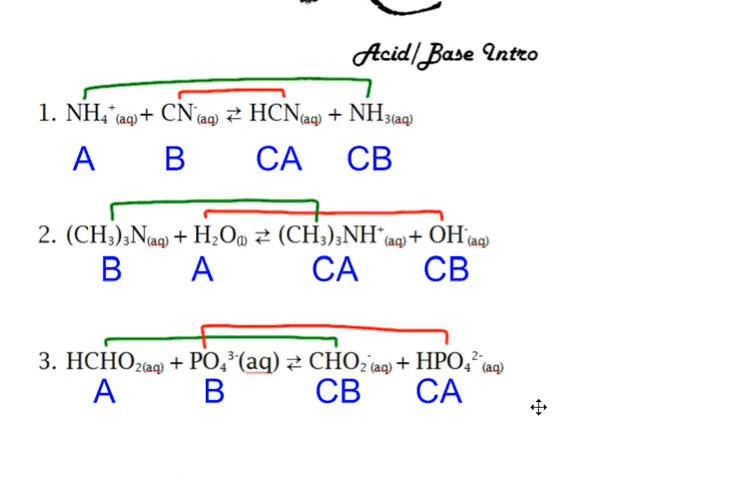 Acid/Base Intro
1. NH₄⁺(aq) + CN⁻(aq) ⇄ HCN(aq) + NH₃(aq)
A B CA CB
2. (CH₃)₃N(aq) + H₂O(l) ⇄ (CH₃)₃NH⁺(aq) + OH⁻(aq)
B A CA CB
3. HCHO₂(aq) + PO₄³⁻(aq) ⇄ CHO₂⁻(aq) + HPO₄²⁻(aq)
A B CB CA